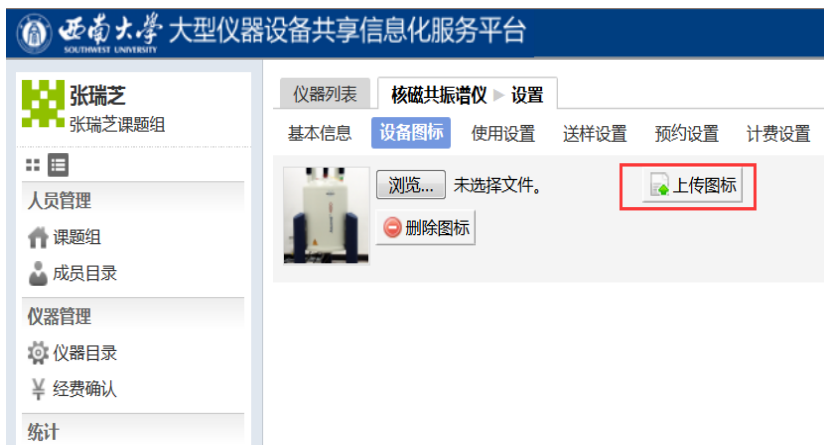 西南大学 大型仪器设备共享信息化服务平台
SOUTHWEST UNIVERSITY
张瑞芝
张瑞芝课题组
人员管理
课题组
成员目录
仪器管理
仪器目录
经费确认
统计
仪器列表 核磁共振谱仪 ▶ 设置
基本信息 设备图标 使用设置 送样设置 预约设置 计费设置
浏览... 未选择文件。 上传图标
删除图标